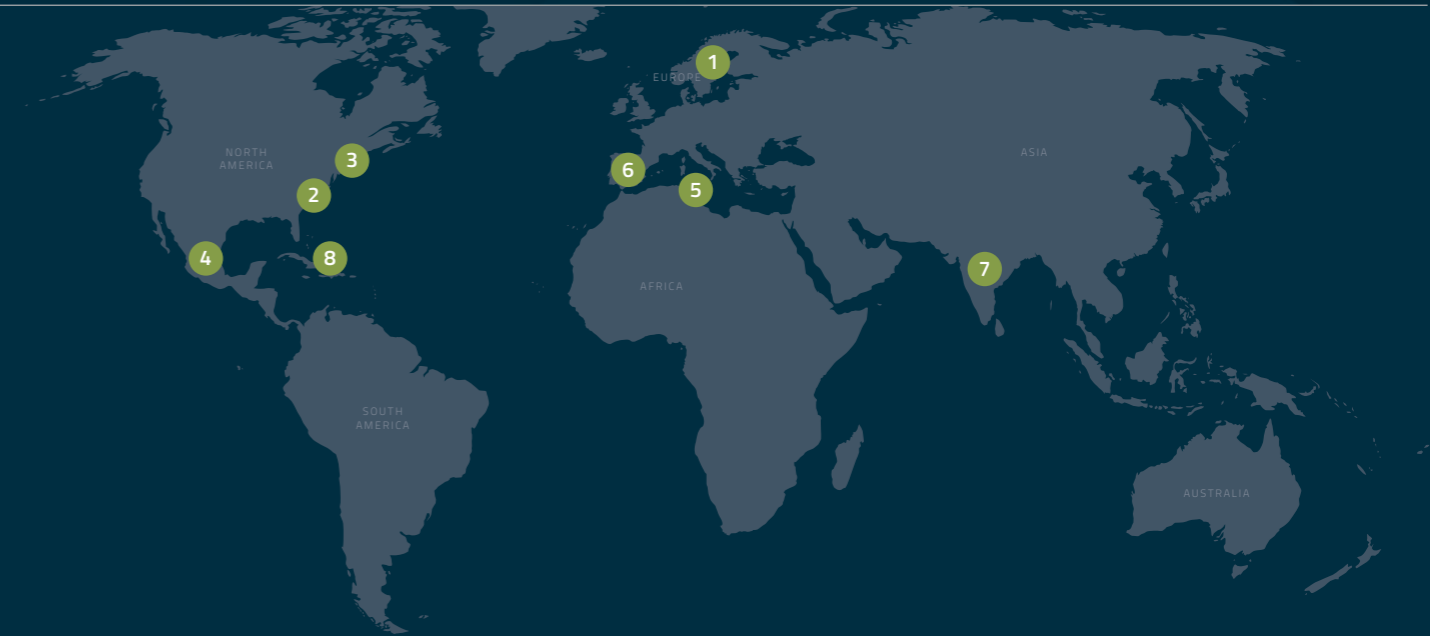 1
EUROPE
NORTH
AMERICA
3
ASIA
6
5
2
4
8
7
AFRICA
SOUTH
AMERICA
AUSTRALIA